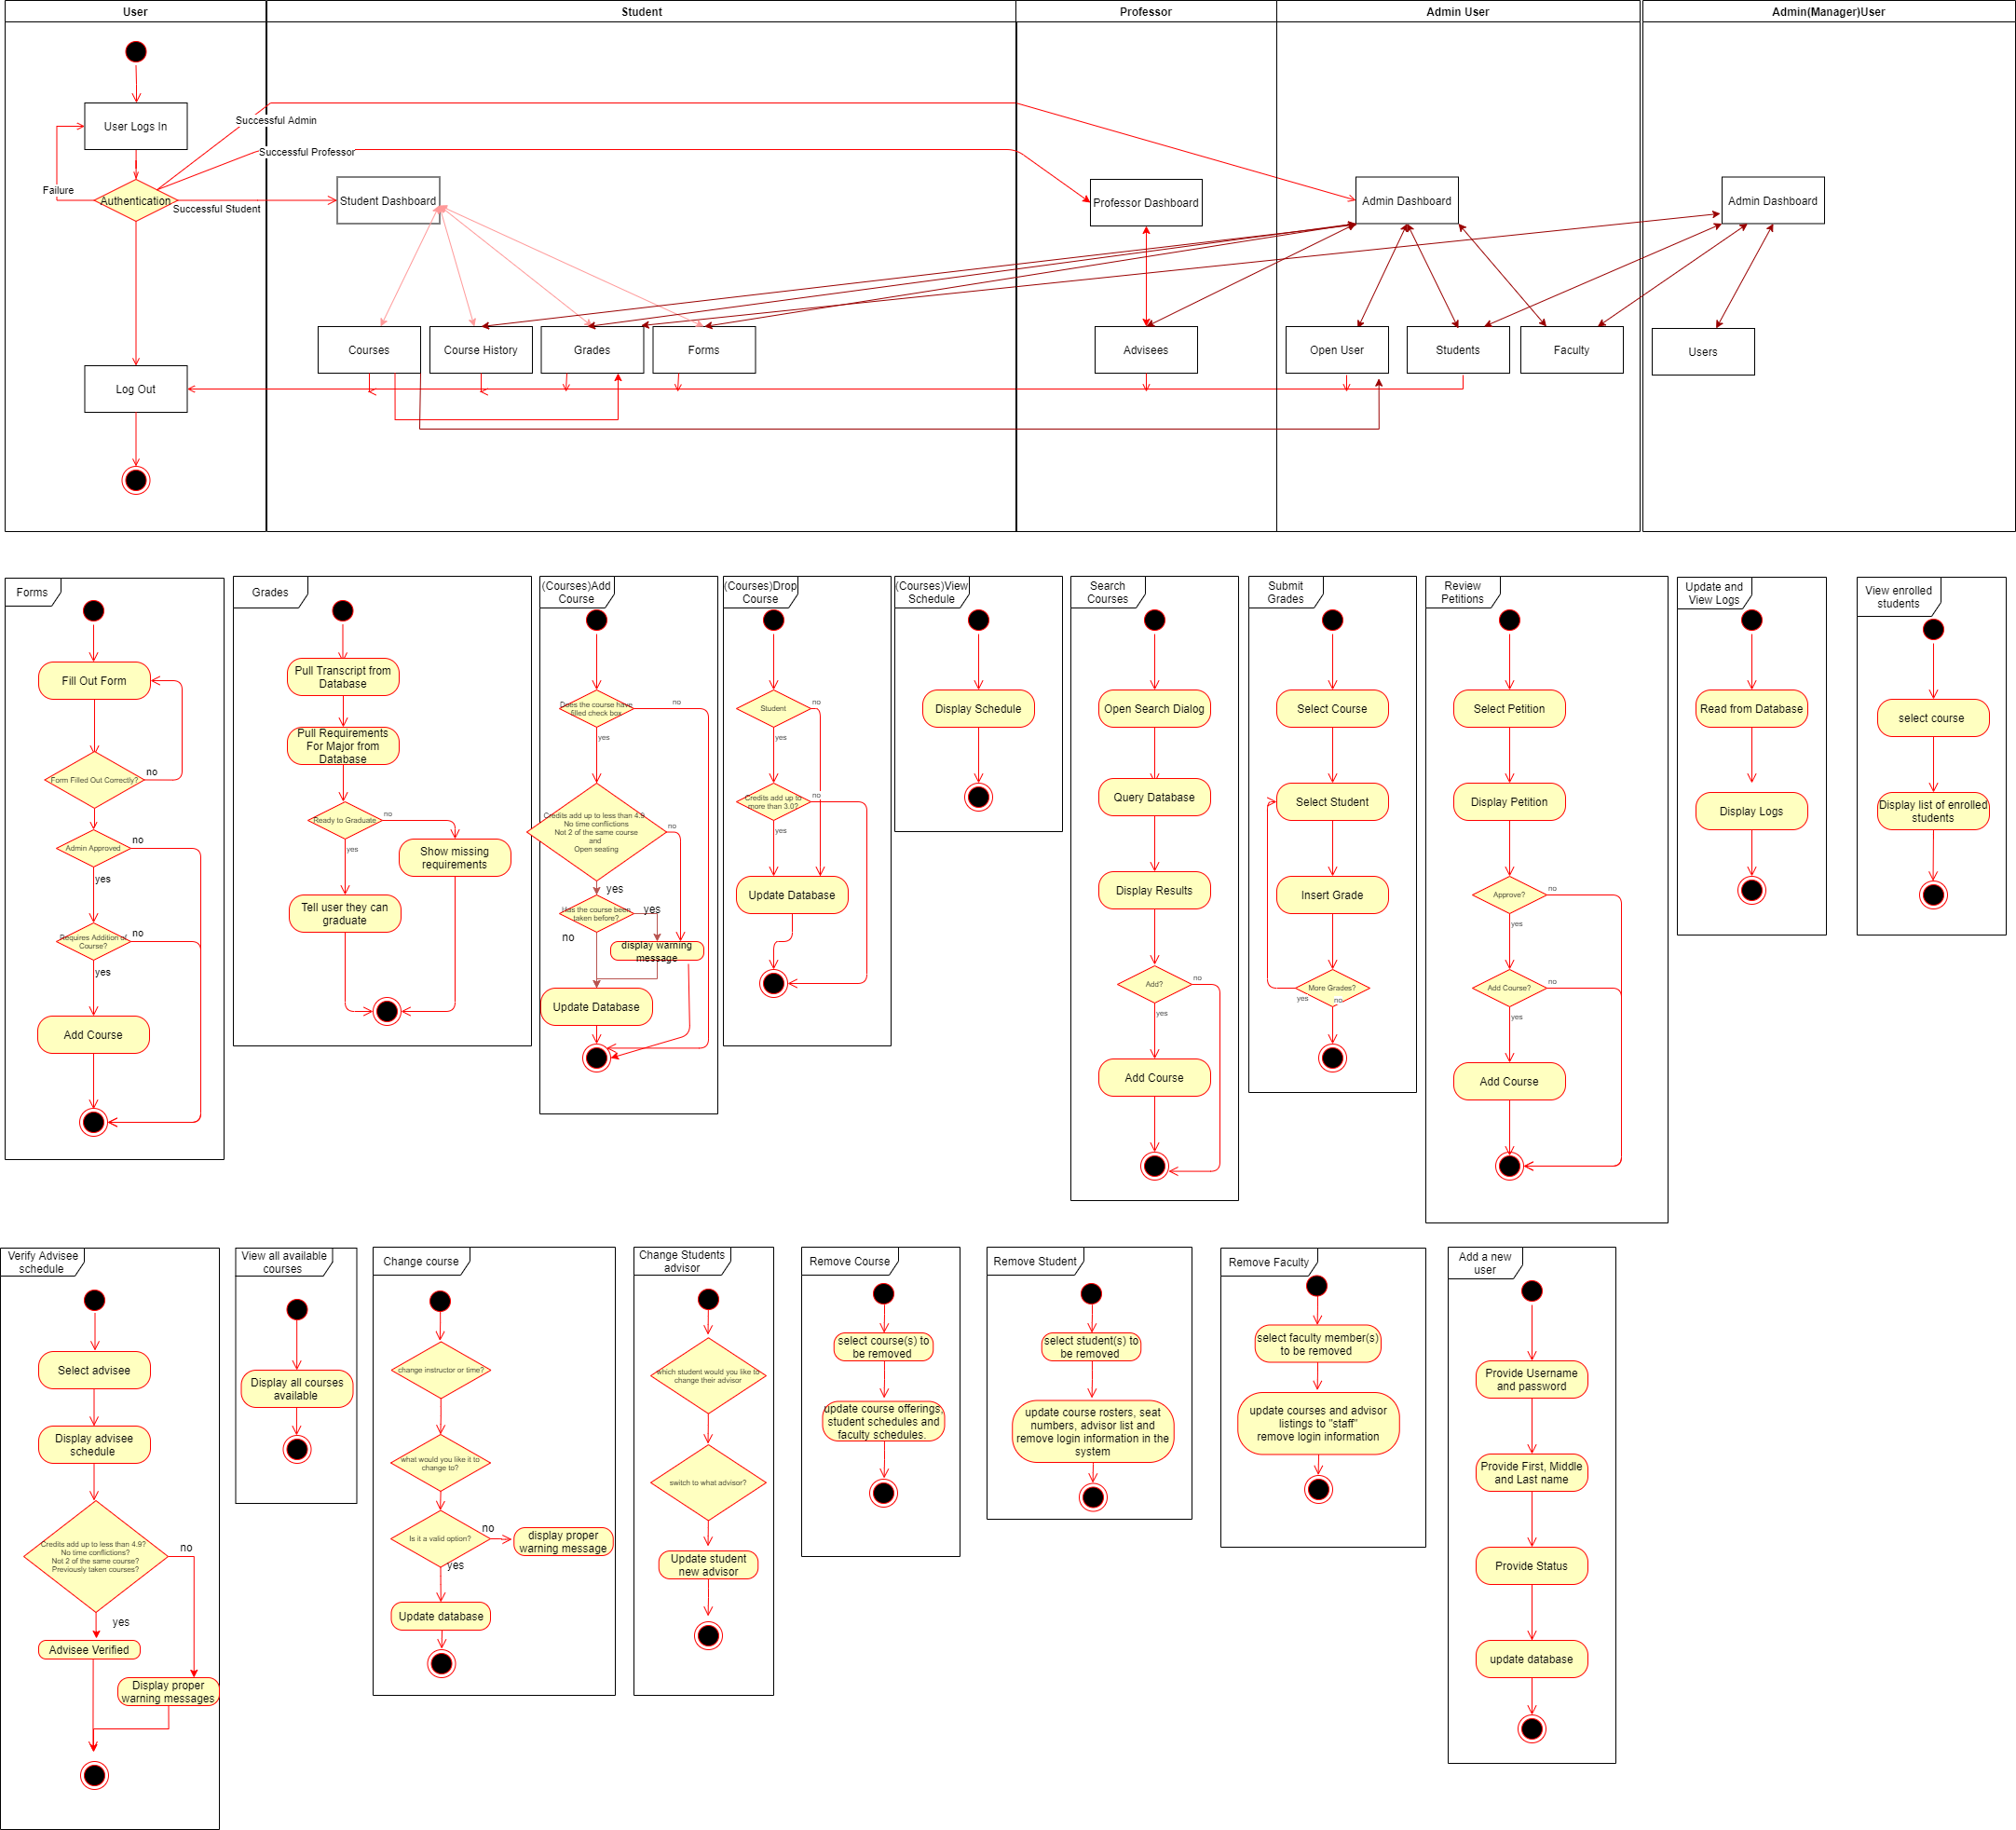 User
Student
Professor
Admin User
Admin(Manager)User
User Logs In
Successful Admin
Successful Professor
Failure
Authentication
Successful Student
Student Dashboard
Professor Dashboard
Admin Dashboard
Admin Dashboard
Courses
Course History
Grades
Forms
Advisees
Open User
Students
Faculty
Users
Log Out
Forms
Fill Out Form
Form Filled Out Correctly?
no
Admin Approved
no
yes
Requires Addition of
Course?
no
yes
Add Course
Grades
Pull Transcript from
Database
Pull Requirements
For Major from
Database
Ready to Graduate
no
yes
Show missing
requirements
Tell user they can
graduate
(Courses)Add
Course
Does the course have
filled check box
no
yes
Credits add up to less than 4.9
No time conflictions
Not 2 of the same course
and
Open seating
no
yes
Has the course been
taken before?
yes
no
display warning
message
Update Database
(Courses)Drop
Course
Student
no
yes
Credits add up to
more than 3.0?
no
yes
Update Database
(Courses)View
Schedule
Display Schedule
Search
Courses
Open Search Dialog
Query Database
Display Results
Add?
no
yes
Add Course
Submit
Grades
Select Course
Select Student
Insert Grade
More Grades?
yes
no
Review
Petitions
Select Petition
Display Petition
Approve?
no
yes
Add Course?
no
yes
Add Course
Update and
View Logs
Read from Database
Display Logs
View enrolled
students
select course
Display list of enrolled
students
Verify Advisee
schedule
Select advisee
Display advisee
schedule
Credits add up to less than 4.9?
No time conflictions?
Not 2 of the same course?
Previously taken courses?
no
yes
Advisee Verified
Display proper
warning messages
View all available
courses
Display all courses
available
Change course
change instructor or time?
what would you like it to
change to?
Is it a valid option?
no
yes
display proper
warning message
Update database
Change Students
advisor
which student would you like to
change their advisor
switch to what advisor?
Update student
new advisor
Remove Course
select course(s) to
be removed
update course offerings,
student schedules and
faculty schedules.
Remove Student
select student(s) to
be removed
update course rosters, seat
numbers, advisor list and
remove login information in the
system
Remove Faculty
select faculty member(s)
to be removed
update courses and advisor
listings to "staff"
remove login information
Add a new
user
Provide Username
and password
Provide First, Middle
and Last name
Provide Status
update database